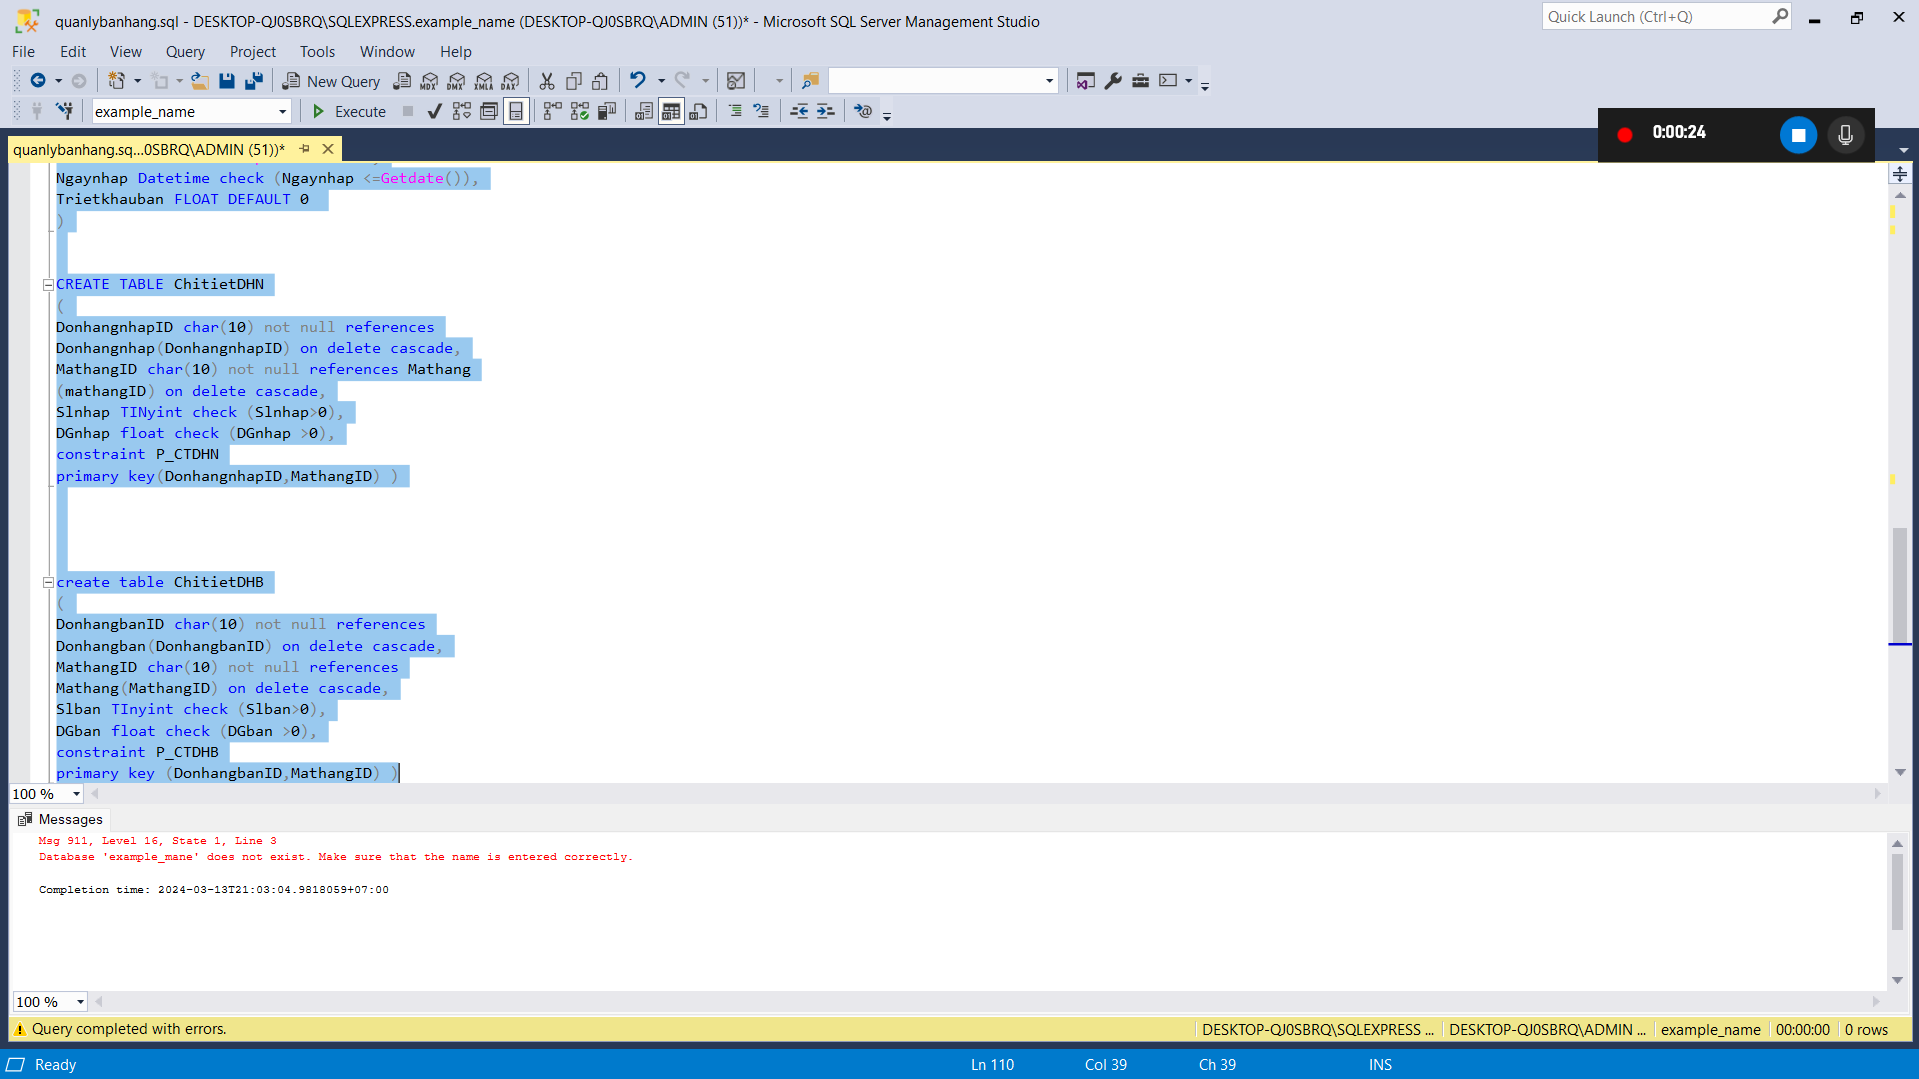 quanlybanhang.sql - DESKTOP-QJ0SBRQ\SQLEXPRESS.example_name (DESKTOP-QJ0SBRQ\ADMIN (51))* - Microsoft SQL Server Management Studio
Quick Launch (Ctrl+Q)
File Edit View Query Project Tools Window Help
New Query MDX DMX XMLA DAX
example_name Execute
0:00:24
quanlybanhang.sq...0SBRQ\ADMIN (51))*
Ngaynhap Datetime check (Ngaynhap <=Getdate()),
Trietkhauban FLOAT DEFAULT 0
)
CREATE TABLE ChitietDHN
(
DonhangnhapID char(10) not null references
Donhangnhap(DonhangnhapID) on delete cascade,
MathangID char(10) not null references Mathang
(mathangID) on delete cascade,
Slnhap TINyint check (Slnhap>0),
DGnhap float check (DGnhap >0),
constraint P_CTDHN
primary key(DonhangnhapID,MathangID) )
create table ChitietDHB
(
DonhangbanID char(10) not null references
Donhangban(DonhangbanID) on delete cascade,
MathangID char(10) not null references
Mathang(MathangID) on delete cascade,
Slban TInyint check (Slban>0),
DGban float check (DGban >0),
constraint P_CTDHB
primary key (DonhangbanID,MathangID) )
100 %
Messages
Msg 911, Level 16, State 1, Line 3
Database 'example_mane' does not exist. Make sure that the name is entered correctly.
Completion time: 2024-03-13T21:03:04.9818059+07:00
100 %
Query completed with errors. DESKTOP-QJ0SBRQ\SQLEXPRESS ... DESKTOP-QJ0SBRQ\ADMIN ... example_name 00:00:00 0 rows
Ready Ln 110 Col 39 Ch 39 INS